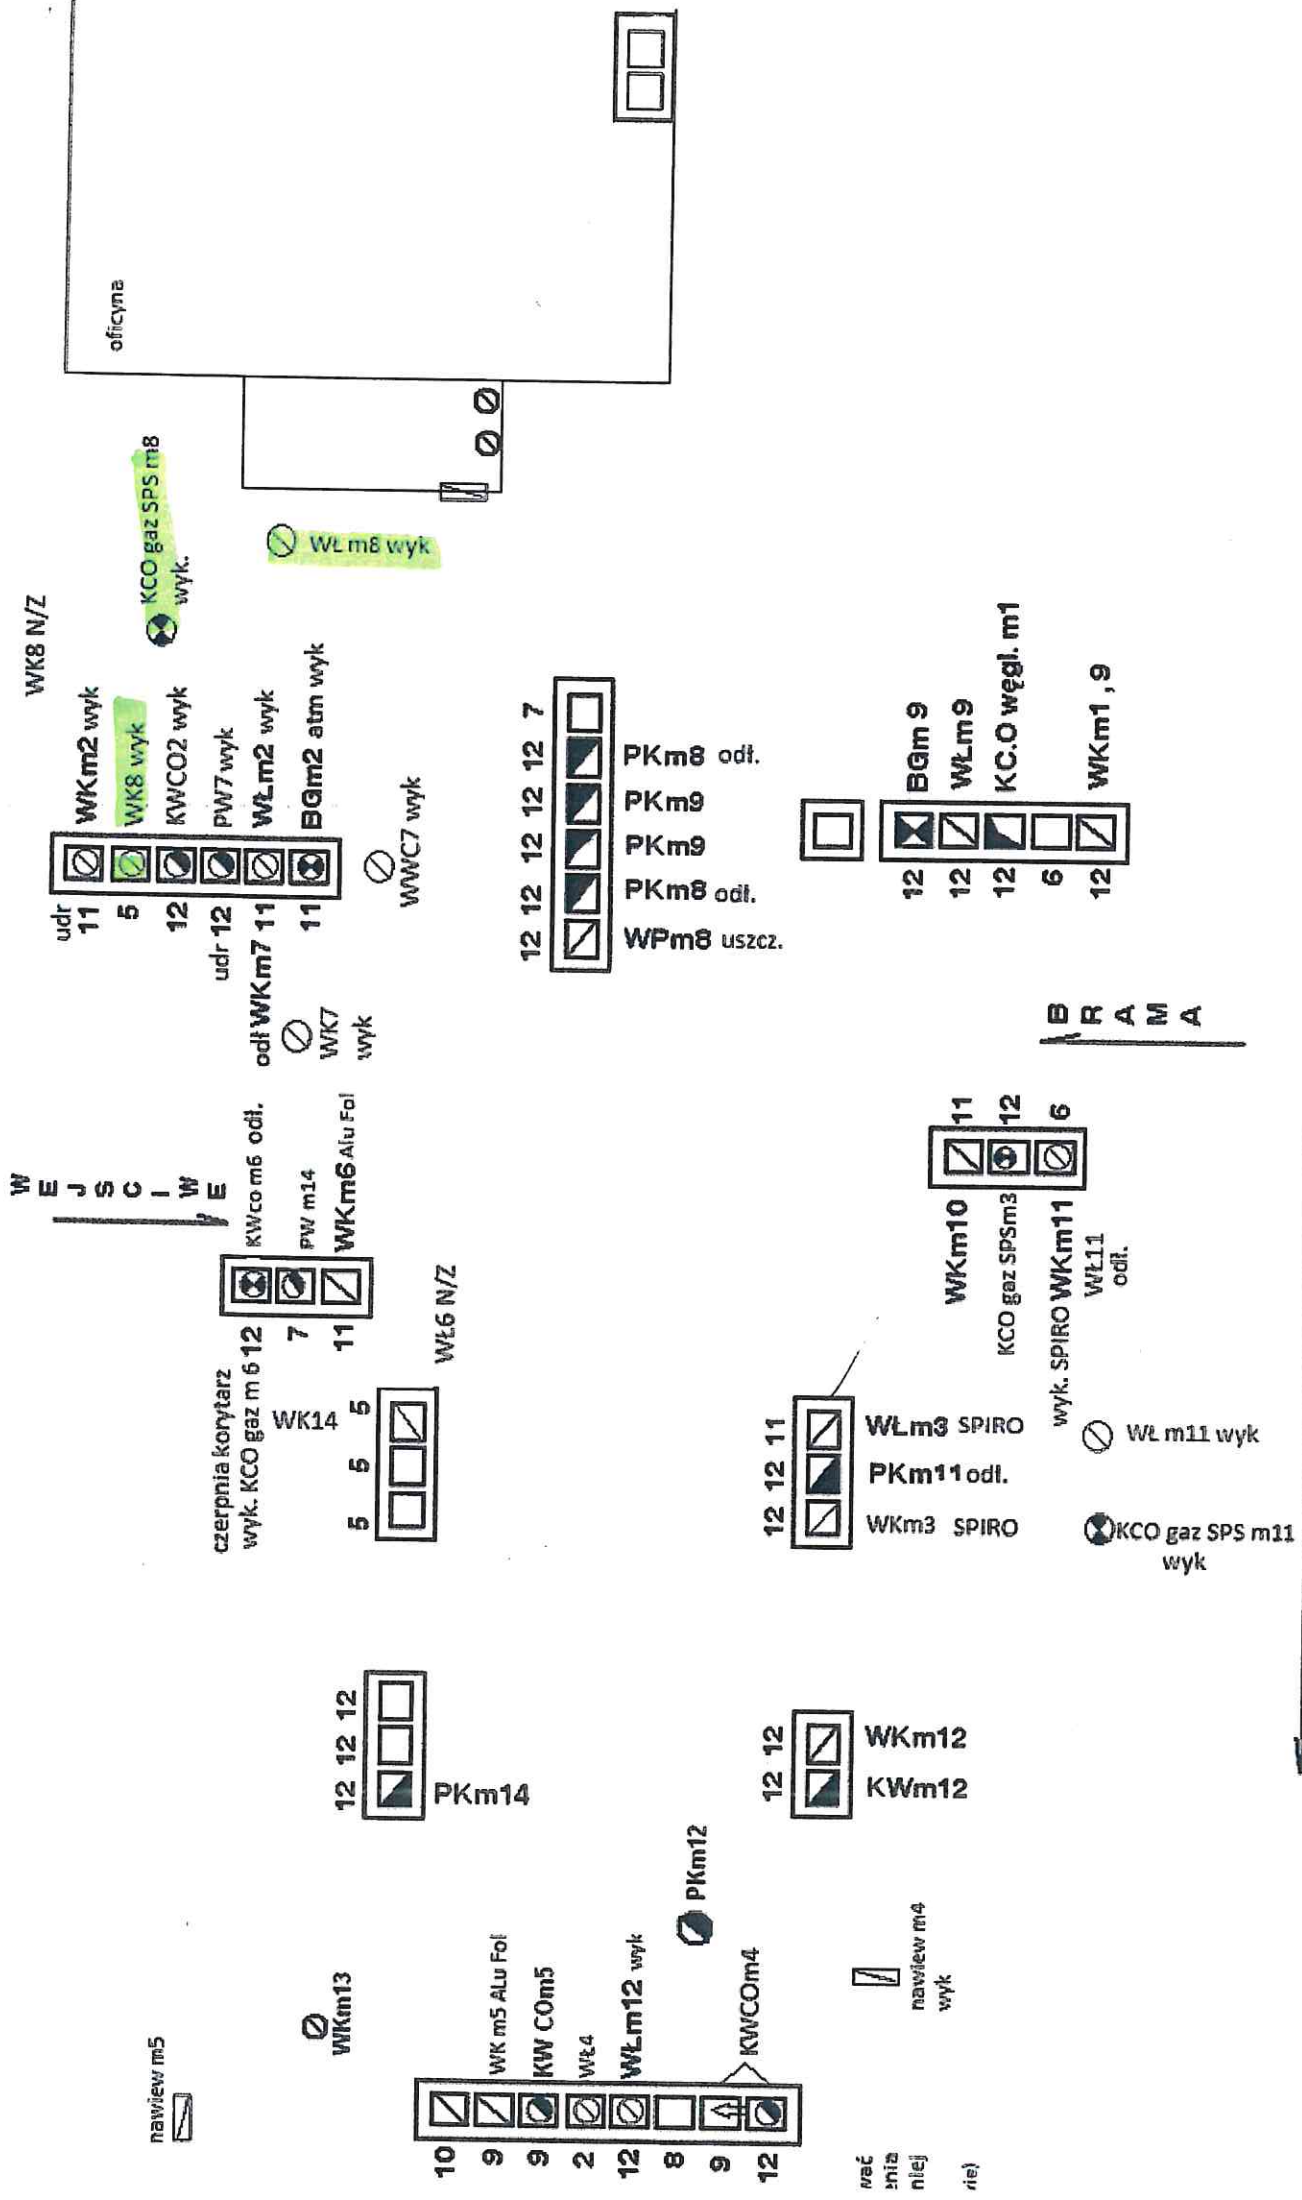 oficyna
WK8 N/Z
KCO gaz SPS m8
wyk.
WŁ m8 wyk
udr
11 WKm2 wyk
5 WK8 wyk
12 KWCO2 wyk
udr 12 PW7 wyk
odł WKm7 11 WŁm2 wyk
11 BGm2 atm wyk
WWC7 wyk
WK7
wyk
W
E
J
S
C
I
W
E
12 12 12 12 12 7
WPm8 uszcz.
PKm8 odł.
PKm9
PKm9
PKm8 odł.
12 BGm 9
12 WŁm9
12 KC.O węgl. m1
6
12 WKm1 , 9
B
R
A
M
A
czerpnia korytarz
wyk. KCO gaz m 6 12 KWco m6 odł.
7 PW m14
11 WKm6 Alu Fol
WK14
5 5 5
WŁ6 N/Z
WKm10 11
KCO gaz SPSm3 12
wyk. SPIRO WKm11 6
WŁ11
odł.
12 12 11
WŁm3 SPIRO
PKm11 odł.
WKm3 SPIRO
WŁ m11 wyk
KCO gaz SPS m11
wyk
12 12 12
PKm14
12 12
WKm12
KWm12
PKm12
nawiew m5
WKm13
10
9 WK m5 ALu Fol
9 KW COm5
2 WŁ4
12 WŁm12 wyk
8
9
12
KWCOm4
nawiew m4
wyk
wać
enia
niej
rie)